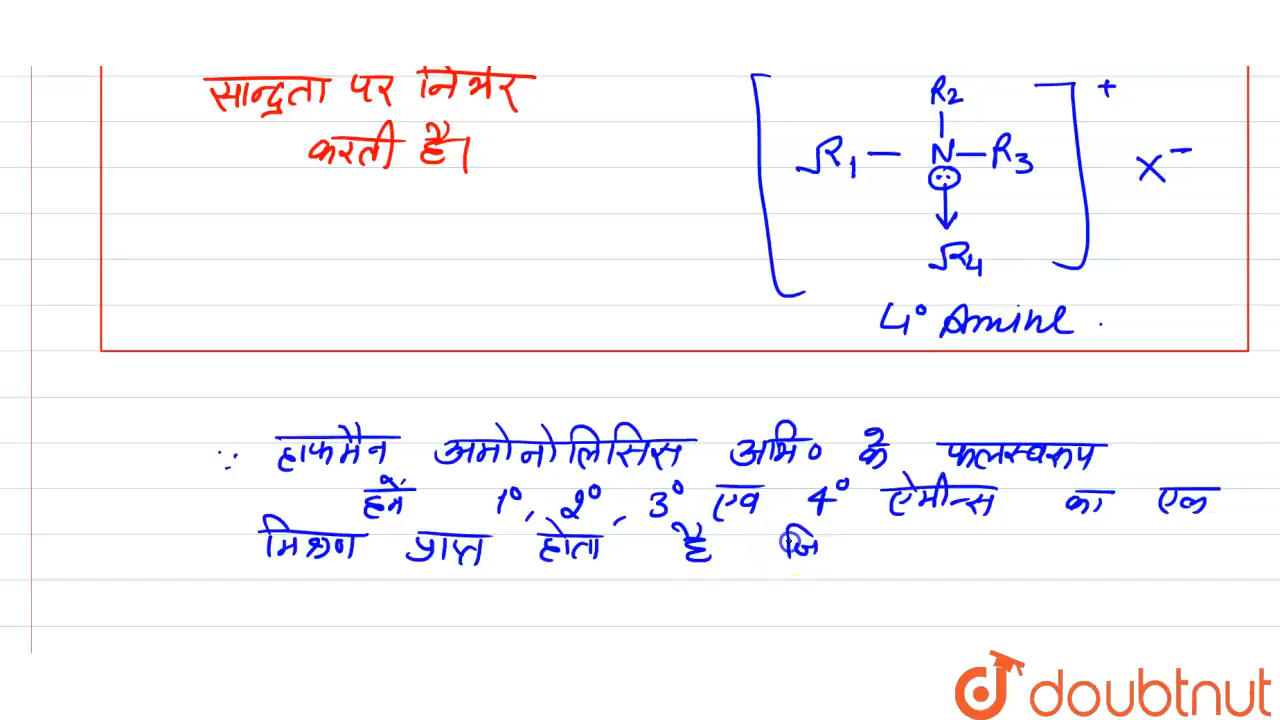 सान्द्रता पर निर्भर
करती है।
R2
R1 — N — R3
R4
+
X−
4° Amine .
∵ हाफमैन अमोनोलिसिस अभि० के फलस्वरूप
हमें 1°, 2°, 3° एवं 4° ऐमीन्स का एक
मिश्रण प्राप्त होता है जि
doubtnut